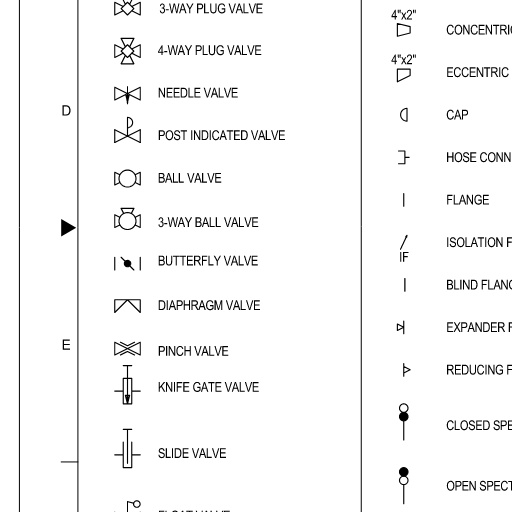 3-WAY PLUG VALVE
4-WAY PLUG VALVE
NEEDLE VALVE
D
POST INDICATED VALVE
BALL VALVE
3-WAY BALL VALVE
BUTTERFLY VALVE
DIAPHRAGM VALVE
E
PINCH VALVE
KNIFE GATE VALVE
SLIDE VALVE
FLOAT VALVE
4"x2"
CONCENTRIC
4"x2"
ECCENTRIC
CAP
HOSE CONN
FLANGE
ISOLATION F
IF
BLIND FLANG
EXPANDER F
REDUCING F
CLOSED SPE
OPEN SPECT